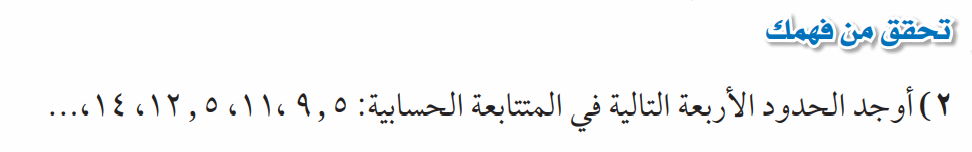 تحقق من فهمك
٢) أوجد الحدود الأربعة التالية في المتتابعة الحسابية: ٩,٥، ١١، ١٢,٥، ١٤،...